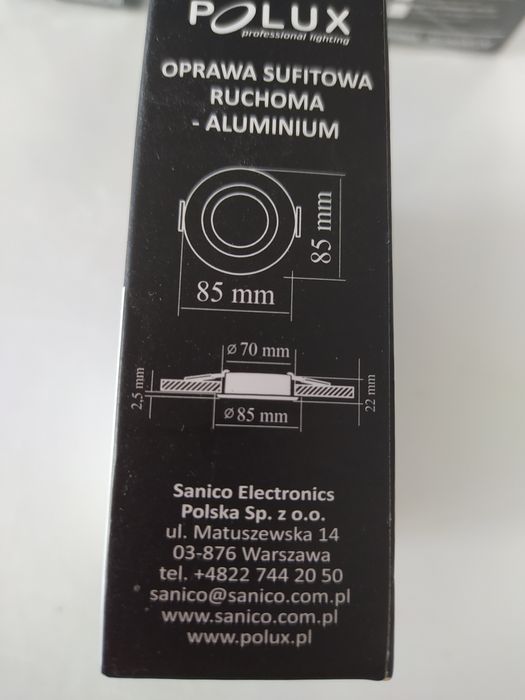 POLUX
professional lighting
OPRAWA SUFITOWA
RUCHOMA
- ALUMINIUM
85 mm
85 mm
⌀70 mm
2,5 mm
22 mm
⌀85 mm
Sanico Electronics
Polska Sp. z o.o.
ul. Matuszewska 14
03-876 Warszawa
tel. +4822 744 20 50
sanico@sanico.com.pl
www.sanico.com.pl
www.polux.pl